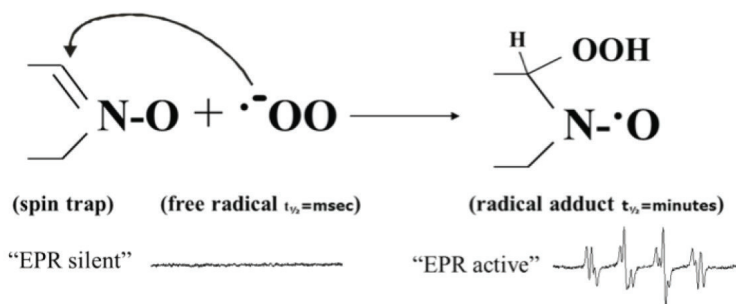 H
OOH
N-O + ·⁻OO
N-·O
(spin trap) (free radical t½=msec) (radical adduct t½=minutes)
“EPR silent” “EPR active”